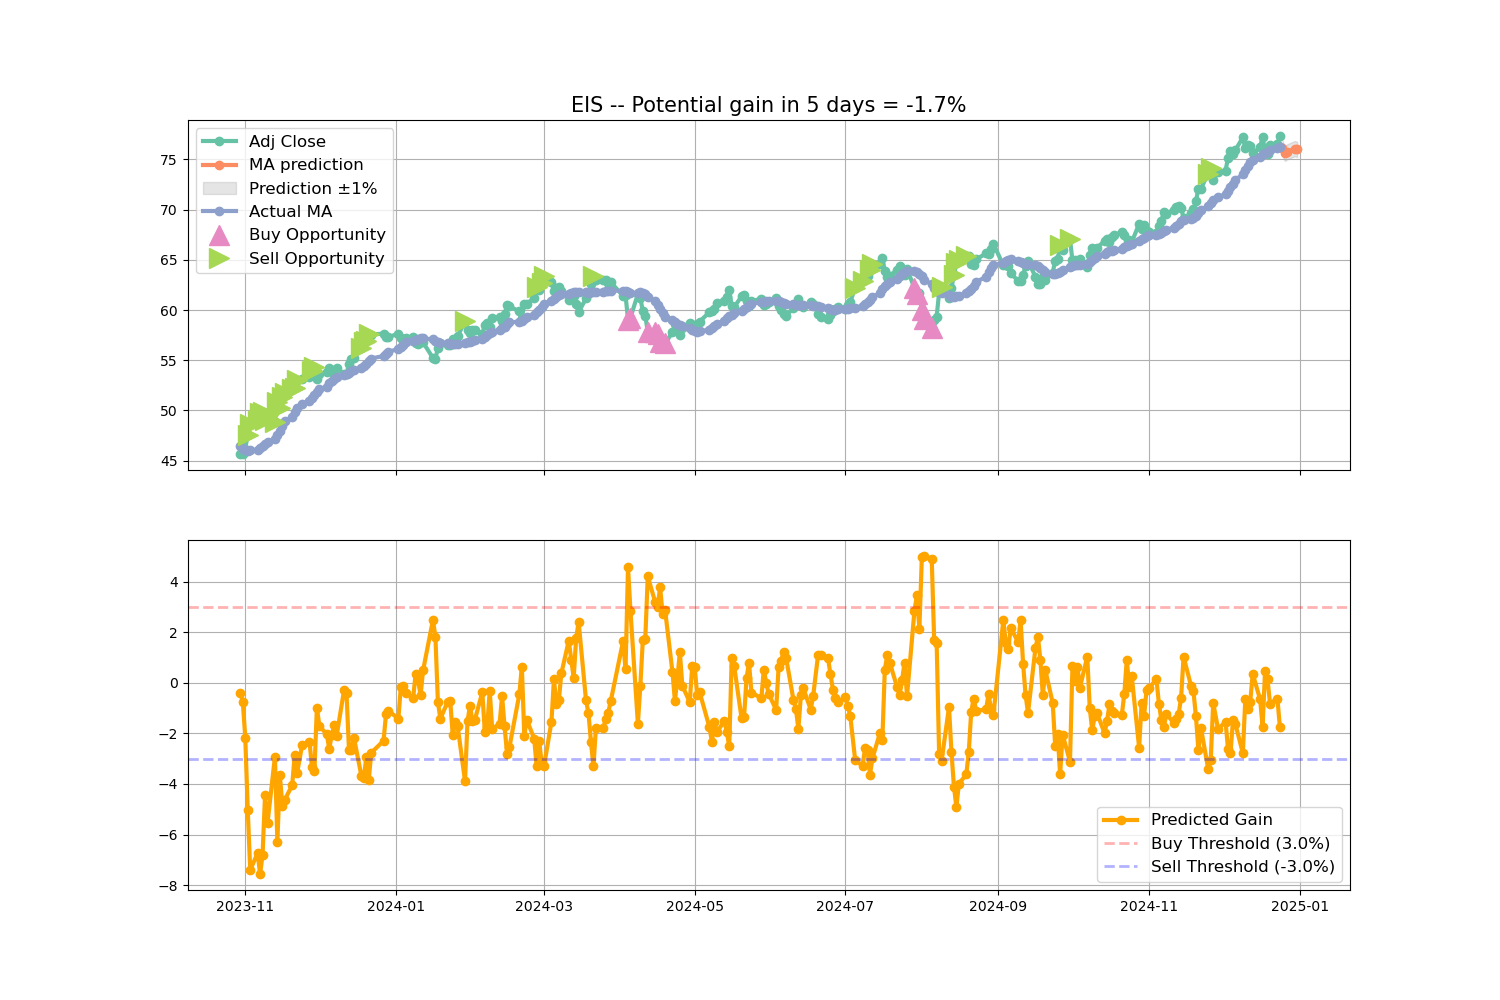 EIS -- Potential gain in 5 days = -1.7%
Adj Close
MA prediction
Prediction ±1%
Actual MA
Buy Opportunity
Sell Opportunity
75
70
65
60
55
50
45
4
2
0
−2
−4
−6
−8
Predicted Gain
Buy Threshold (3.0%)
Sell Threshold (-3.0%)
2023-11
2024-01
2024-03
2024-05
2024-07
2024-09
2024-11
2025-01